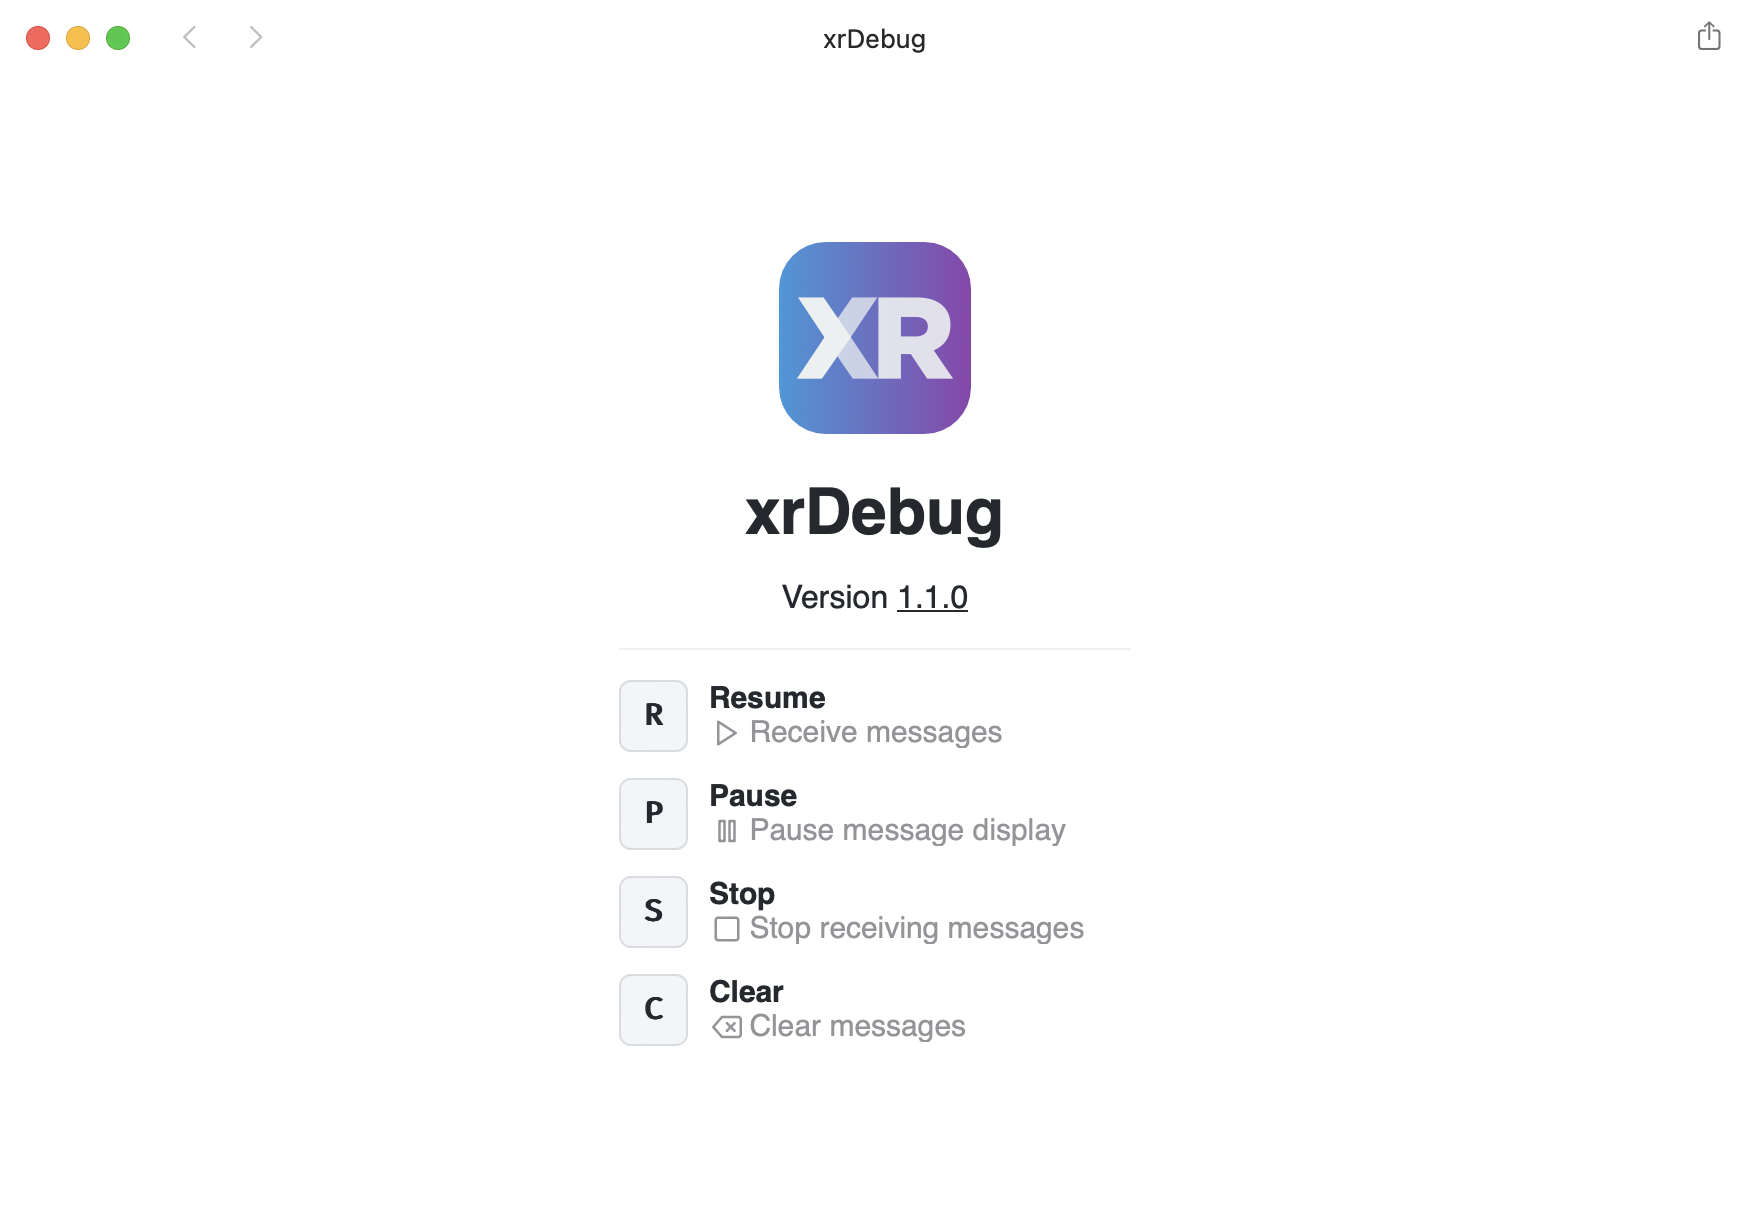 xrDebug
XR
xrDebug
Version 1.1.0
R
Resume
Receive messages
P
Pause
Pause message display
S
Stop
Stop receiving messages
C
Clear
Clear messages